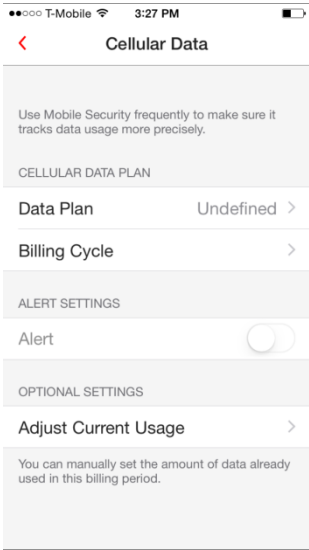 T-Mobile 3:27 PM
Cellular Data
Use Mobile Security frequently to make sure it
tracks data usage more precisely.
CELLULAR DATA PLAN
Data Plan Undefined
Billing Cycle
ALERT SETTINGS
Alert
OPTIONAL SETTINGS
Adjust Current Usage
You can manually set the amount of data already
used in this billing period.